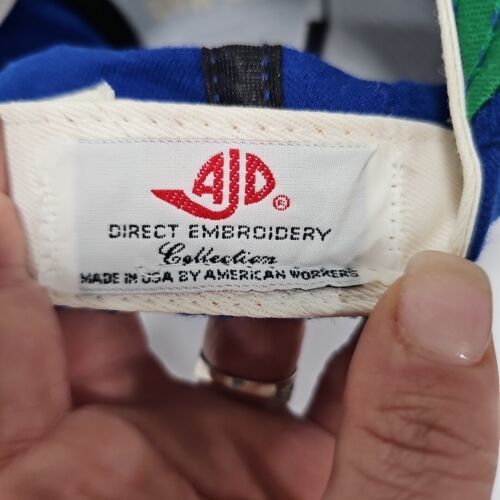 AJD®
DIRECT EMBROIDERY
Collection
MADE IN USA BY AMERICAN WORKERS